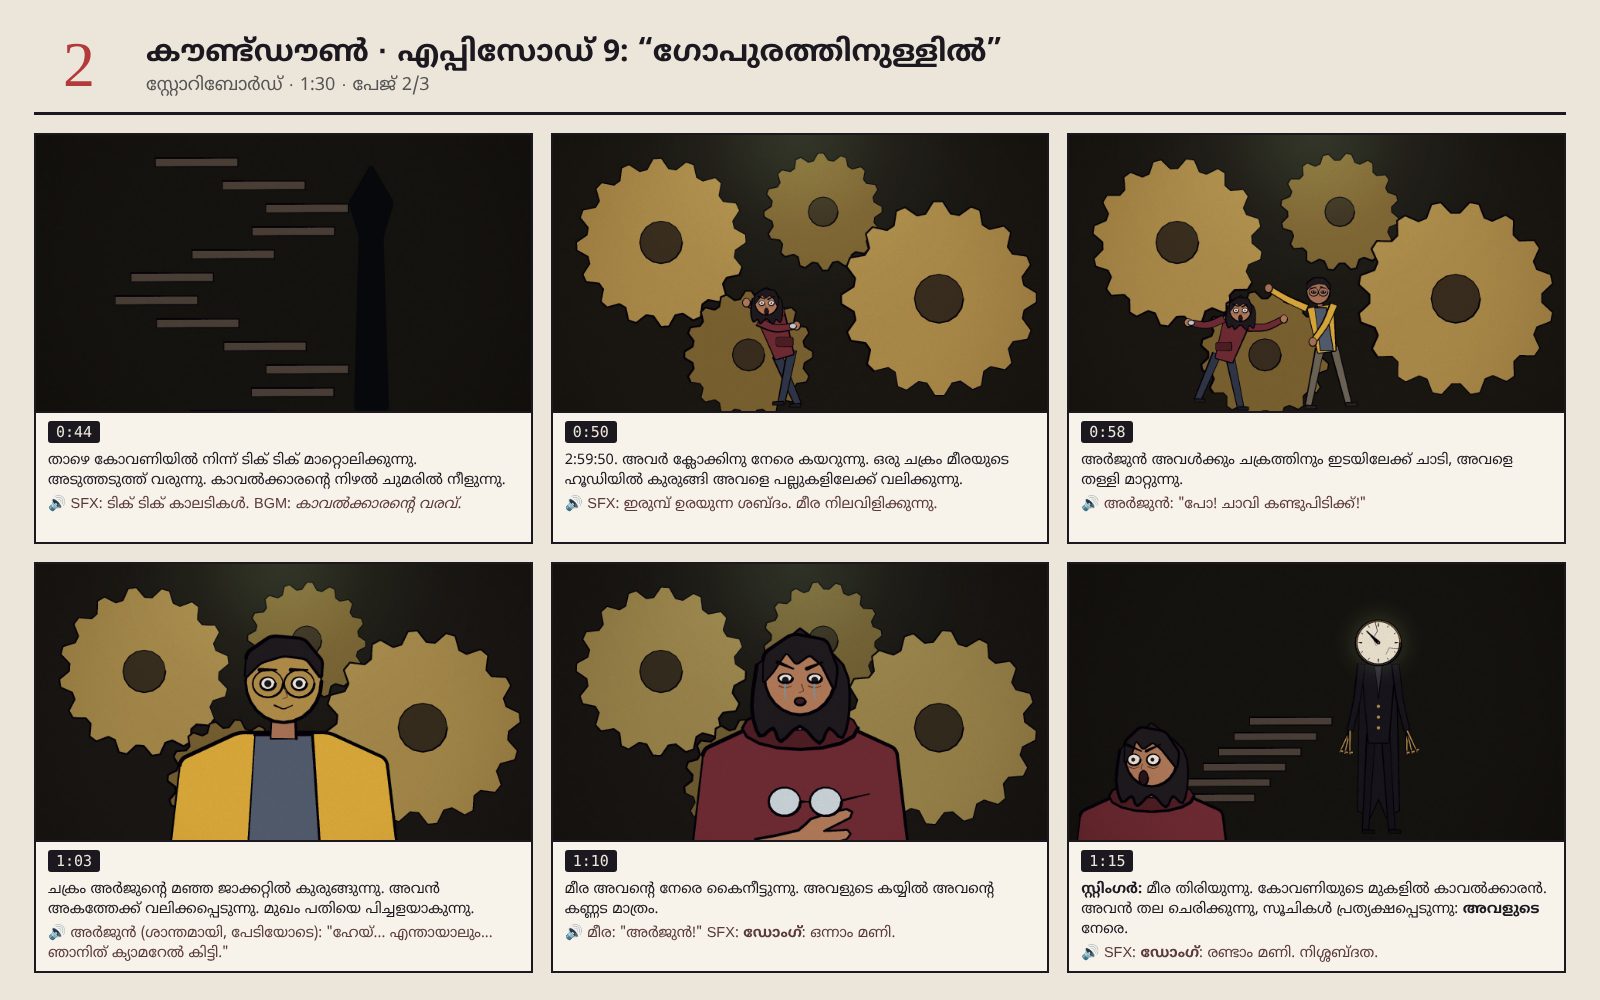 2
കൗണ്ട്ഡൗൺ · എപ്പിസോഡ് 9: “ഗോപുരത്തിനുള്ളിൽ”
സ്റ്റോറിബോർഡ് · 1:30 · പേജ് 2/3
0:44
താഴെ കോവണിയിൽ നിന്ന് ടിക് ടിക് മാറ്റൊലിക്കുന്നു.
അടുത്തടുത്ത് വരുന്നു. കാവൽക്കാരന്റെ നിഴൽ ചുമരിൽ നീളുന്നു.
🔊 SFX: ടിക് ടിക് കാലടികൾ. BGM: കാവൽക്കാരന്റെ വരവ്.
0:50
2:59:50. അവർ ക്ലോക്കിനു നേരെ കയറുന്നു. ഒരു ചക്രം മീരയുടെ
ഹൂഡിയിൽ കുരുങ്ങി അവളെ പല്ലുകളിലേക്ക് വലിക്കുന്നു.
🔊 SFX: ഇരുമ്പ് ഉരയുന്ന ശബ്ദം. മീര നിലവിളിക്കുന്നു.
0:58
അർജുൻ അവൾക്കും ചക്രത്തിനും ഇടയിലേക്ക് ചാടി, അവളെ
തള്ളി മാറ്റുന്നു.
🔊 അർജുൻ: "പോ! ചാവി കണ്ടുപിടിക്ക്!"
1:03
ചക്രം അർജുന്റെ മഞ്ഞ ജാക്കറ്റിൽ കുരുങ്ങുന്നു. അവൻ
അകത്തേക്ക് വലിക്കപ്പെടുന്നു. മുഖം പതിയെ പിച്ചളയാകുന്നു.
🔊 അർജുൻ (ശാന്തമായി, പേടിയോടെ): "ഹേയ്... എന്തായാലും...
ഞാനിത് ക്യാമറേൽ കിട്ടി."
1:10
മീര അവന്റെ നേരെ കൈനീട്ടുന്നു. അവളുടെ കയ്യിൽ അവന്റെ
കണ്ണട മാത്രം.
🔊 മീര: "അർജുൻ!" SFX: ഡോംഗ്: ഒന്നാം മണി.
1:15
സ്റ്റിംഗർ: മീര തിരിയുന്നു. കോവണിയുടെ മുകളിൽ കാവൽക്കാരൻ.
അവൻ തല ചെരിക്കുന്നു, സൂചികൾ പ്രത്യക്ഷപ്പെടുന്നു: അവളുടെ
നേരെ.
🔊 SFX: ഡോംഗ്: രണ്ടാം മണി. നിശ്ശബ്ദത.